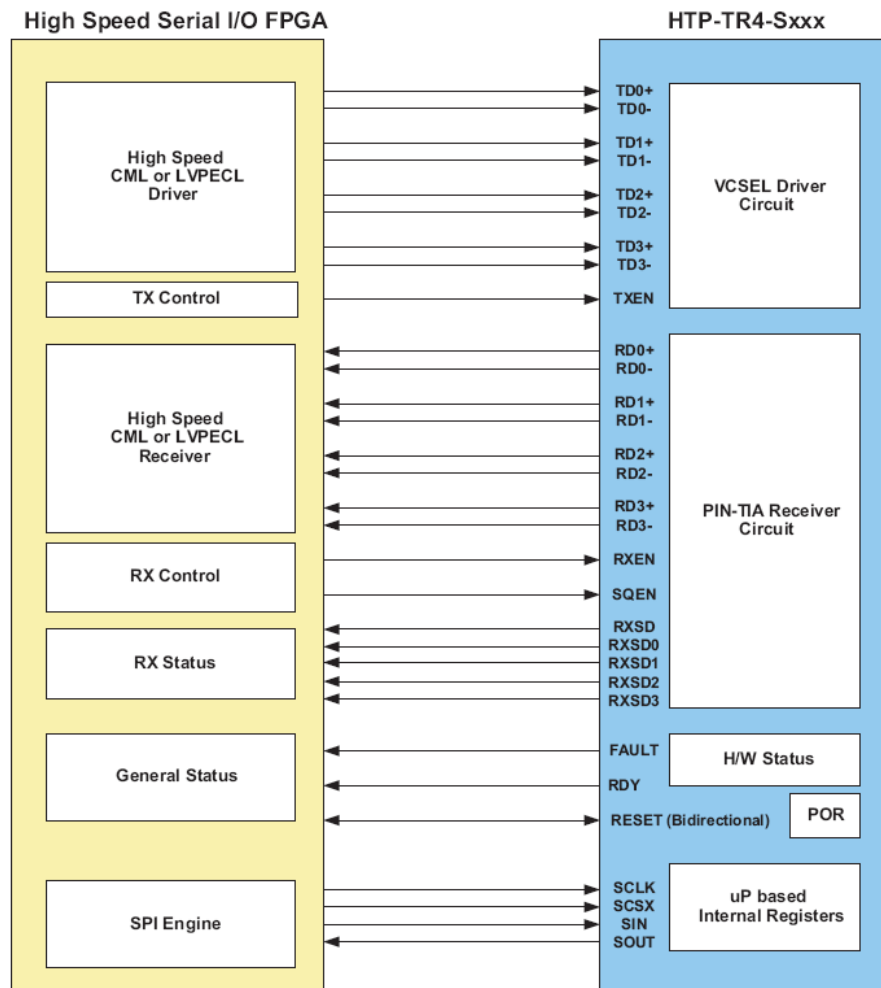 High Speed Serial I/O FPGA
HTP-TR4-Sxxx
High Speed
CML or LVPECL
Driver
TX Control
High Speed
CML or LVPECL
Receiver
RX Control
RX Status
General Status
SPI Engine
TD0+
TD0-
TD1+
TD1-
TD2+
TD2-
TD3+
TD3-
TXEN
RD0+
RD0-
RD1+
RD1-
RD2+
RD2-
RD3+
RD3-
RXEN
SQEN
RXSD
RXSD0
RXSD1
RXSD2
RXSD3
FAULT
RDY
RESET (Bidirectional)
SCLK
SCSX
SIN
SOUT
VCSEL Driver
Circuit
PIN-TIA Receiver
Circuit
H/W Status
POR
uP based
Internal Registers